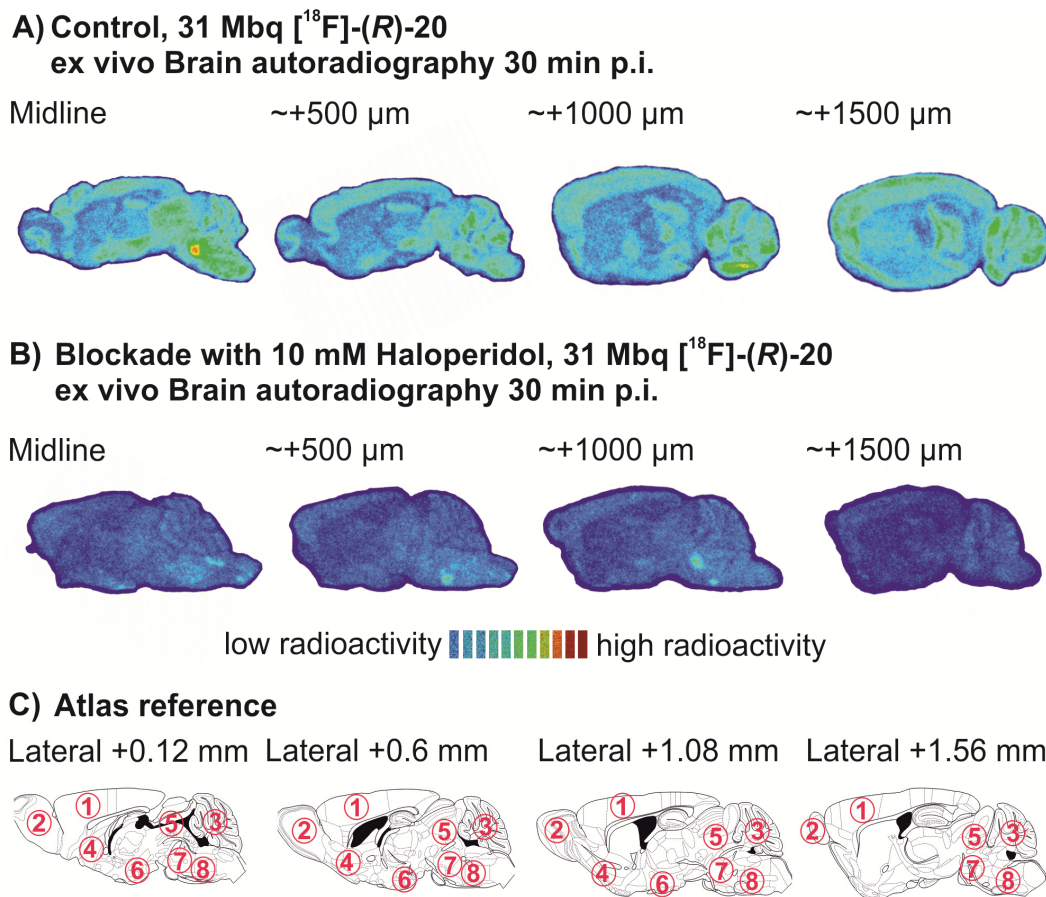 A) Control, 31 Mbq [¹⁸F]-(R)-20
ex vivo Brain autoradiography 30 min p.i.
Midline ~+500 µm ~+1000 µm ~+1500 µm
B) Blockade with 10 mM Haloperidol, 31 Mbq [¹⁸F]-(R)-20
ex vivo Brain autoradiography 30 min p.i.
Midline ~+500 µm ~+1000 µm ~+1500 µm
low radioactivity high radioactivity
C) Atlas reference
Lateral +0.12 mm Lateral +0.6 mm Lateral +1.08 mm Lateral +1.56 mm
1 2 3 4 5 6 7 8
1 2 3 4 5 6 7 8
1 2 3 4 5 6 7 8
1 2 3 5 7 8